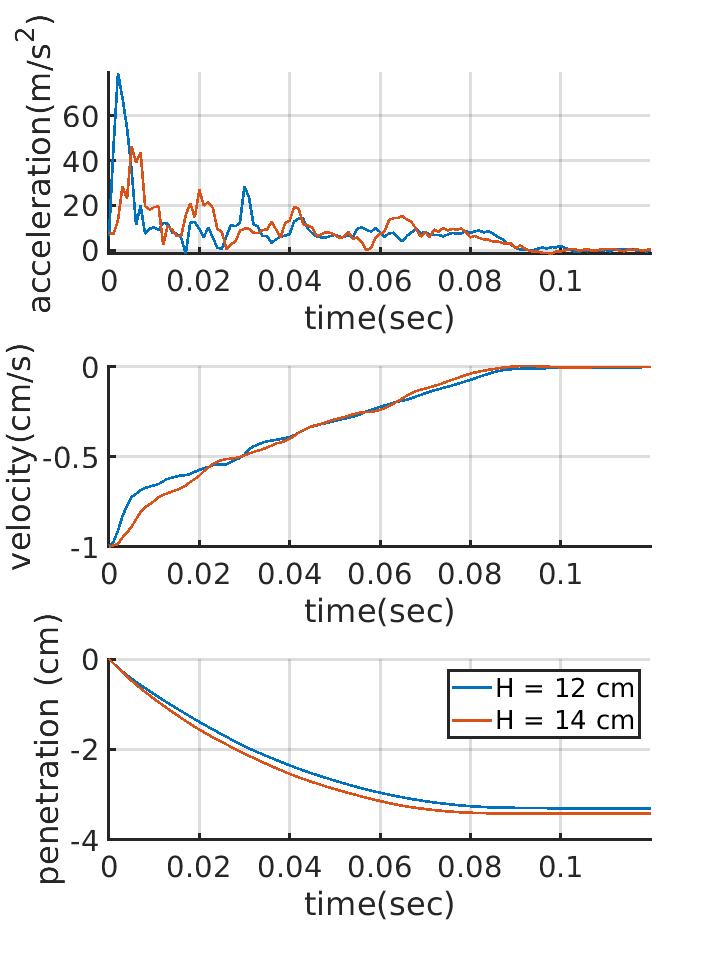 acceleration(m/s²)
60
40
20
0
0 0.02 0.04 0.06 0.08 0.1
time(sec)
velocity(cm/s)
0
-0.5
-1
0 0.02 0.04 0.06 0.08 0.1
time(sec)
penetration (cm)
0
-2
-4
H = 12 cm
H = 14 cm
0 0.02 0.04 0.06 0.08 0.1
time(sec)